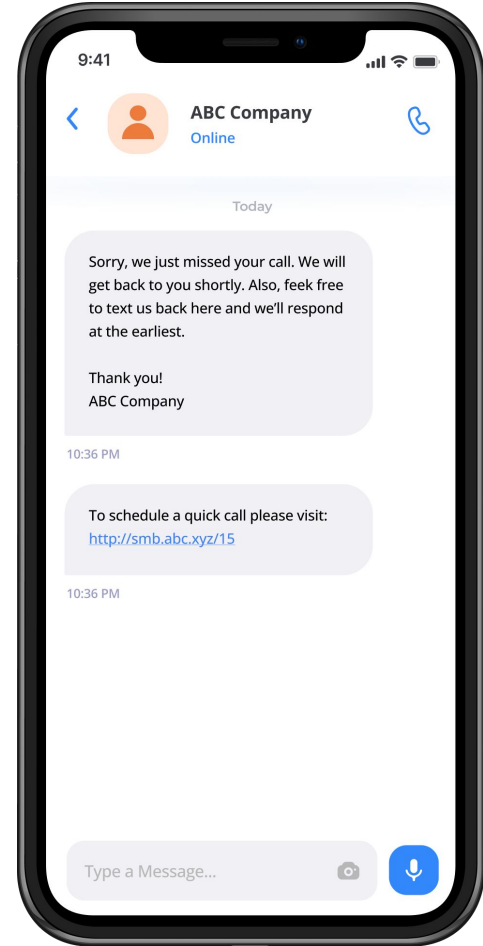 9:41
ABC Company
Online
Today
Sorry, we just missed your call. We will
get back to you shortly. Also, feek free
to text us back here and we’ll respond
at the earliest.
Thank you!
ABC Company
10:36 PM
To schedule a quick call please visit:
http://smb.abc.xyz/15
10:36 PM
Type a Message...